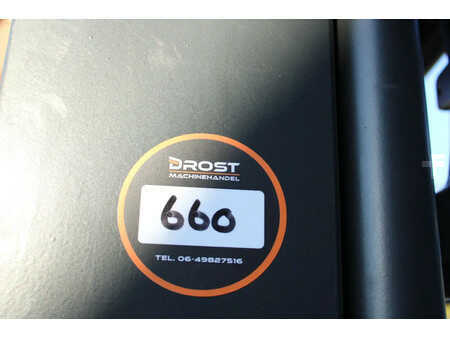 DROST
MACHINEHANDEL
660
TEL. 06-49827516